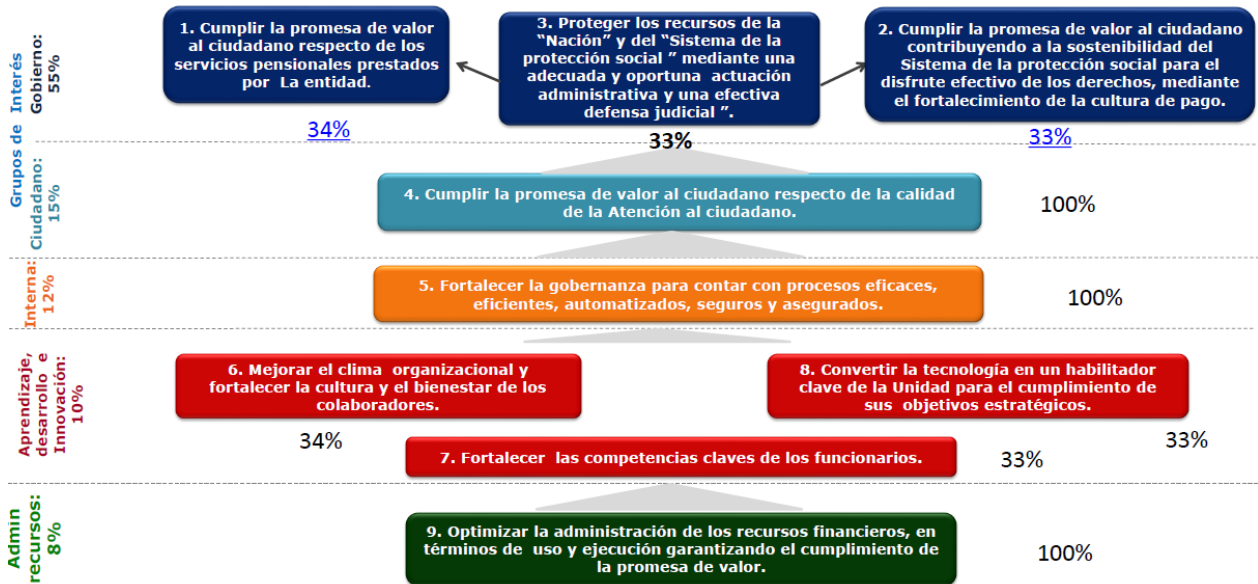 Grupos de Interés
Gobierno:
55%
1. Cumplir la promesa de valor
al ciudadano respecto de los
servicios pensionales prestados
por La entidad.
34%
3. Proteger los recursos de la
“Nación” y del “Sistema de la
protección social ” mediante una
adecuada y oportuna actuación
administrativa y una efectiva
defensa judicial ”.
33%
2. Cumplir la promesa de valor al ciudadano
contribuyendo a la sostenibilidad del
Sistema de la protección social para el
disfrute efectivo de los derechos, mediante
el fortalecimiento de la cultura de pago.
33%
Ciudadano:
15%
4. Cumplir la promesa de valor al ciudadano respecto de la calidad
de la Atención al ciudadano.
100%
Interna:
12%
5. Fortalecer la gobernanza para contar con procesos eficaces,
eficientes, automatizados, seguros y asegurados.
100%
Aprendizaje,
desarrollo e
Innovación:
10%
6. Mejorar el clima organizacional y
fortalecer la cultura y el bienestar de los
colaboradores.
34%
8. Convertir la tecnología en un habilitador
clave de la Unidad para el cumplimiento de
sus objetivos estratégicos.
33%
7. Fortalecer las competencias claves de los funcionarios.
33%
Admin
recursos:
8%
9. Optimizar la administración de los recursos financieros, en
términos de uso y ejecución garantizando el cumplimiento de
la promesa de valor.
100%